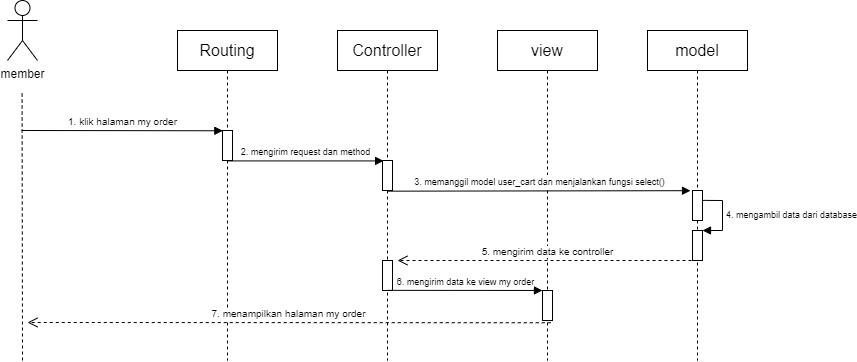 member
Routing
Controller
view
model
1. klik halaman my order
2. mengirim request dan method
3. memanggil model user_cart dan menjalankan fungsi select()
4. mengambil data dari database
5. mengirim data ke controller
6. mengirim data ke view my order
7. menampilkan halaman my order